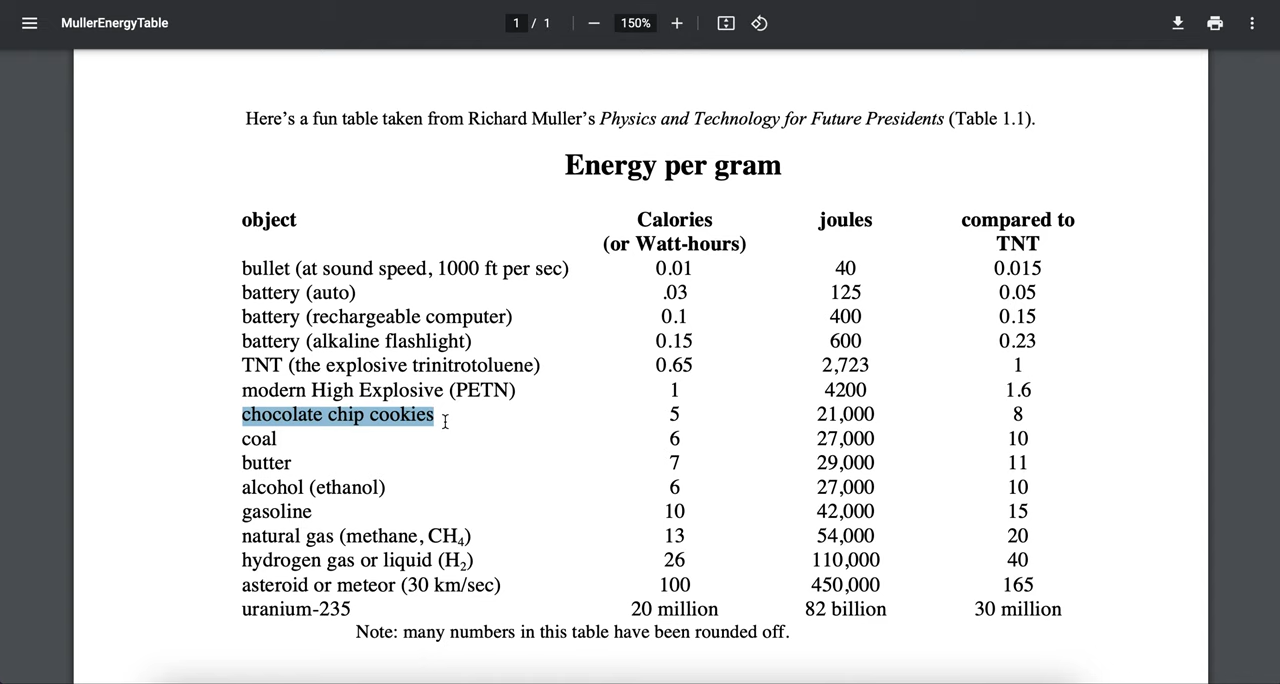 MullerEnergyTable 1 / 1 150%
Here's a fun table taken from Richard Muller's Physics and Technology for Future Presidents (Table 1.1).
Energy per gram
object Calories joules compared to
(or Watt-hours) TNT
bullet (at sound speed, 1000 ft per sec) 0.01 40 0.015
battery (auto) .03 125 0.05
battery (rechargeable computer) 0.1 400 0.15
battery (alkaline flashlight) 0.15 600 0.23
TNT (the explosive trinitrotoluene) 0.65 2,723 1
modern High Explosive (PETN) 1 4200 1.6
chocolate chip cookies 5 21,000 8
coal 6 27,000 10
butter 7 29,000 11
alcohol (ethanol) 6 27,000 10
gasoline 10 42,000 15
natural gas (methane, CH₄) 13 54,000 20
hydrogen gas or liquid (H₂) 26 110,000 40
asteroid or meteor (30 km/sec) 100 450,000 165
uranium-235 20 million 82 billion 30 million
Note: many numbers in this table have been rounded off.